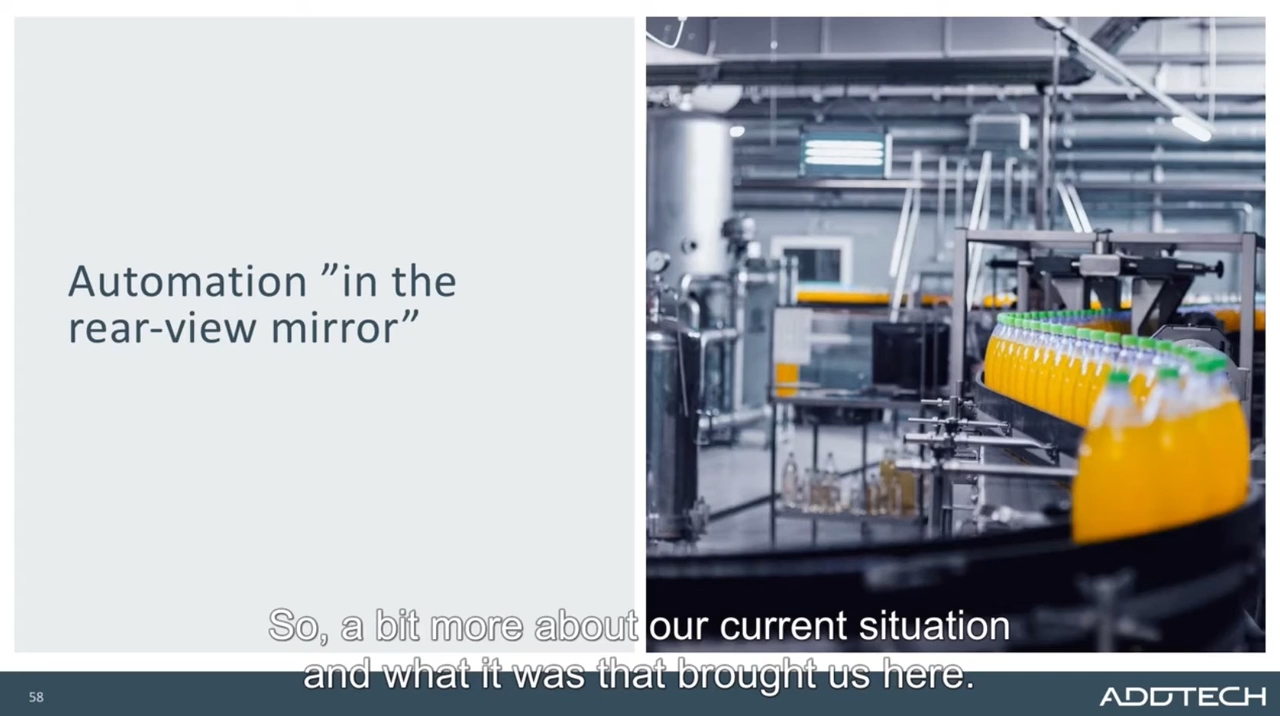 Automation ”in the
rear-view mirror”
So, a bit more about our current situation
and what it was that brought us here.
58
ADDTECH